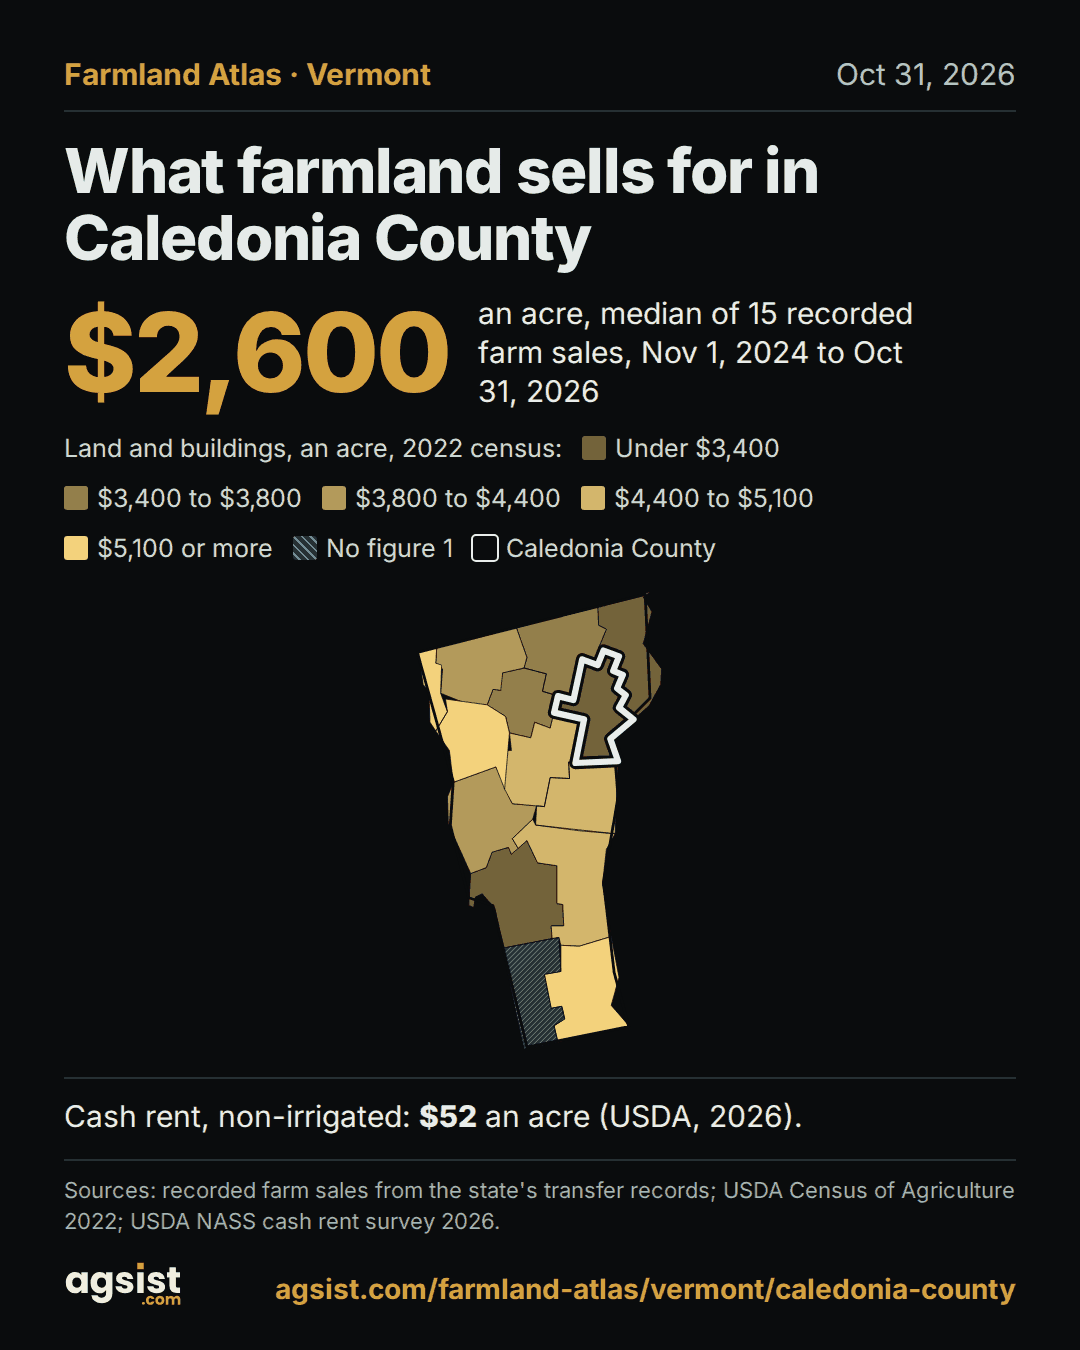 Farmland Atlas · Vermont
Oct 31, 2026
What farmland sells for in
Caledonia County
$2,600
an acre, median of 15 recorded
farm sales, Nov 1, 2024 to Oct
31, 2026
Land and buildings, an acre, 2022 census: Under $3,400
$3,400 to $3,800 $3,800 to $4,400 $4,400 to $5,100
$5,100 or more No figure 1 Caledonia County
Cash rent, non-irrigated: $52 an acre (USDA, 2026).
Sources: recorded farm sales from the state's transfer records; USDA Census of Agriculture
2022; USDA NASS cash rent survey 2026.
agsist.com
agsist.com/farmland-atlas/vermont/caledonia-county